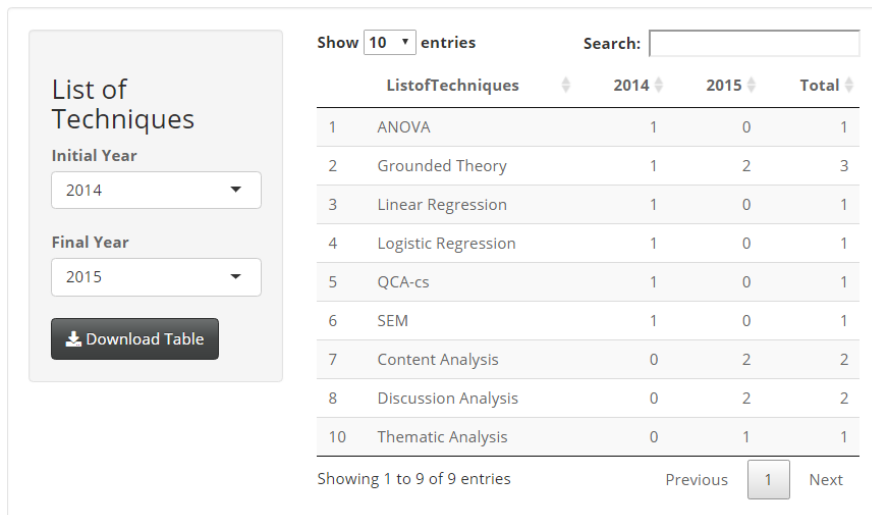 List of
Techniques
Initial Year
2014
Final Year
2015
Download Table
Show 10 entries Search:
ListofTechniques 2014 2015 Total
1 ANOVA 1 0 1
2 Grounded Theory 1 2 3
3 Linear Regression 1 0 1
4 Logistic Regression 1 0 1
5 QCA-cs 1 0 1
6 SEM 1 0 1
7 Content Analysis 0 2 2
8 Discussion Analysis 0 2 2
10 Thematic Analysis 0 1 1
Showing 1 to 9 of 9 entries Previous 1 Next